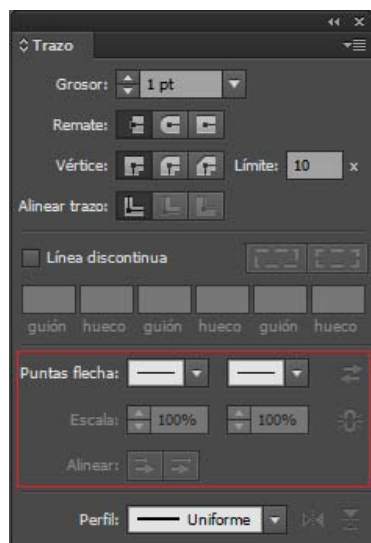 Trazo
Grosor: 1 pt
Remate:
Vértice: Límite: 10 x
Alinear trazo:
Línea discontinua
guión hueco guión hueco guión hueco
Puntas flecha:
Escala: 100% 100%
Alinear:
Perfil: Uniforme